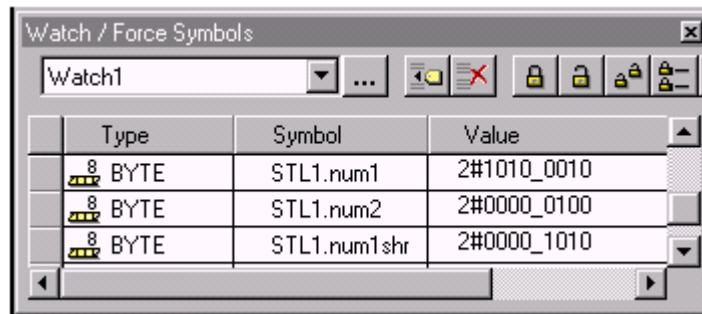 Watch / Force Symbols
Watch1 ...
Type Symbol Value
8 BYTE STL1.num1 2#1010_0010
8 BYTE STL1.num2 2#0000_0100
8 BYTE STL1.num1shr 2#0000_1010